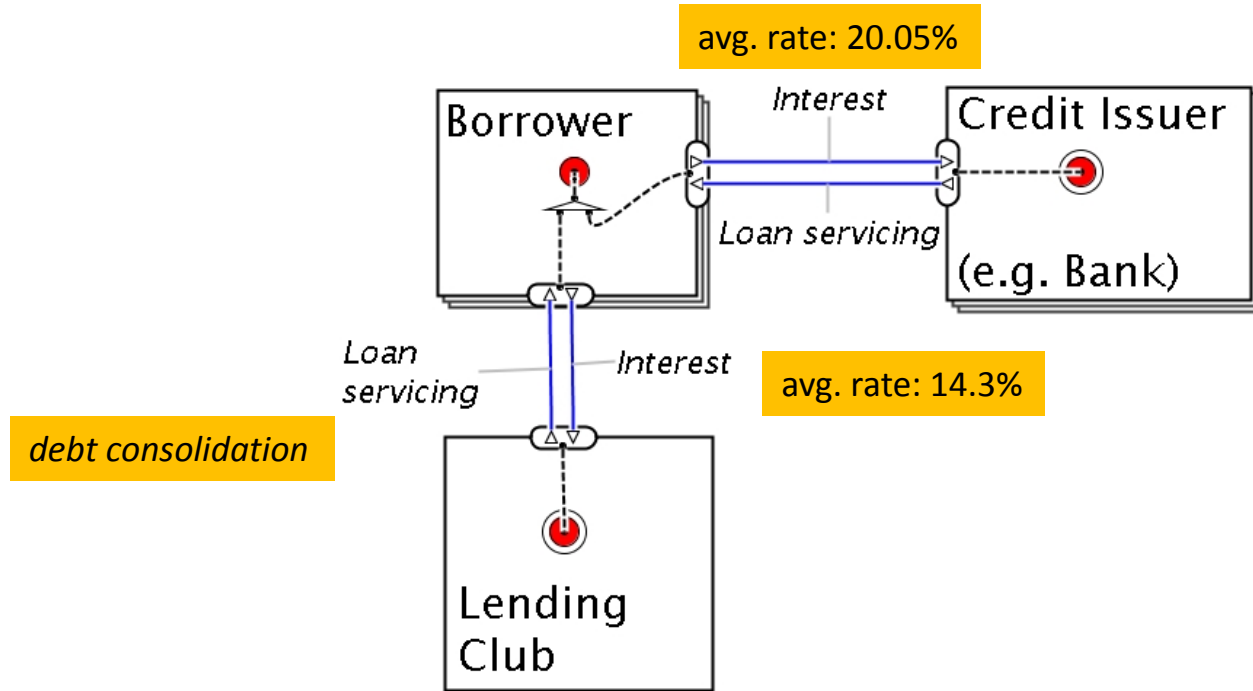 avg. rate: 20.05%
Interest
Borrower
Credit Issuer
Loan servicing
(e.g. Bank)
Loan
servicing
Interest
avg. rate: 14.3%
debt consolidation
Lending
Club